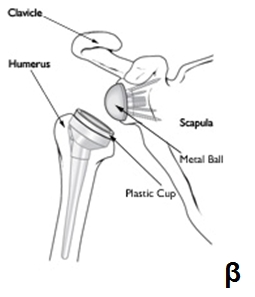 Clavicle
Humerus
Scapula
Metal Ball
Plastic Cup
β